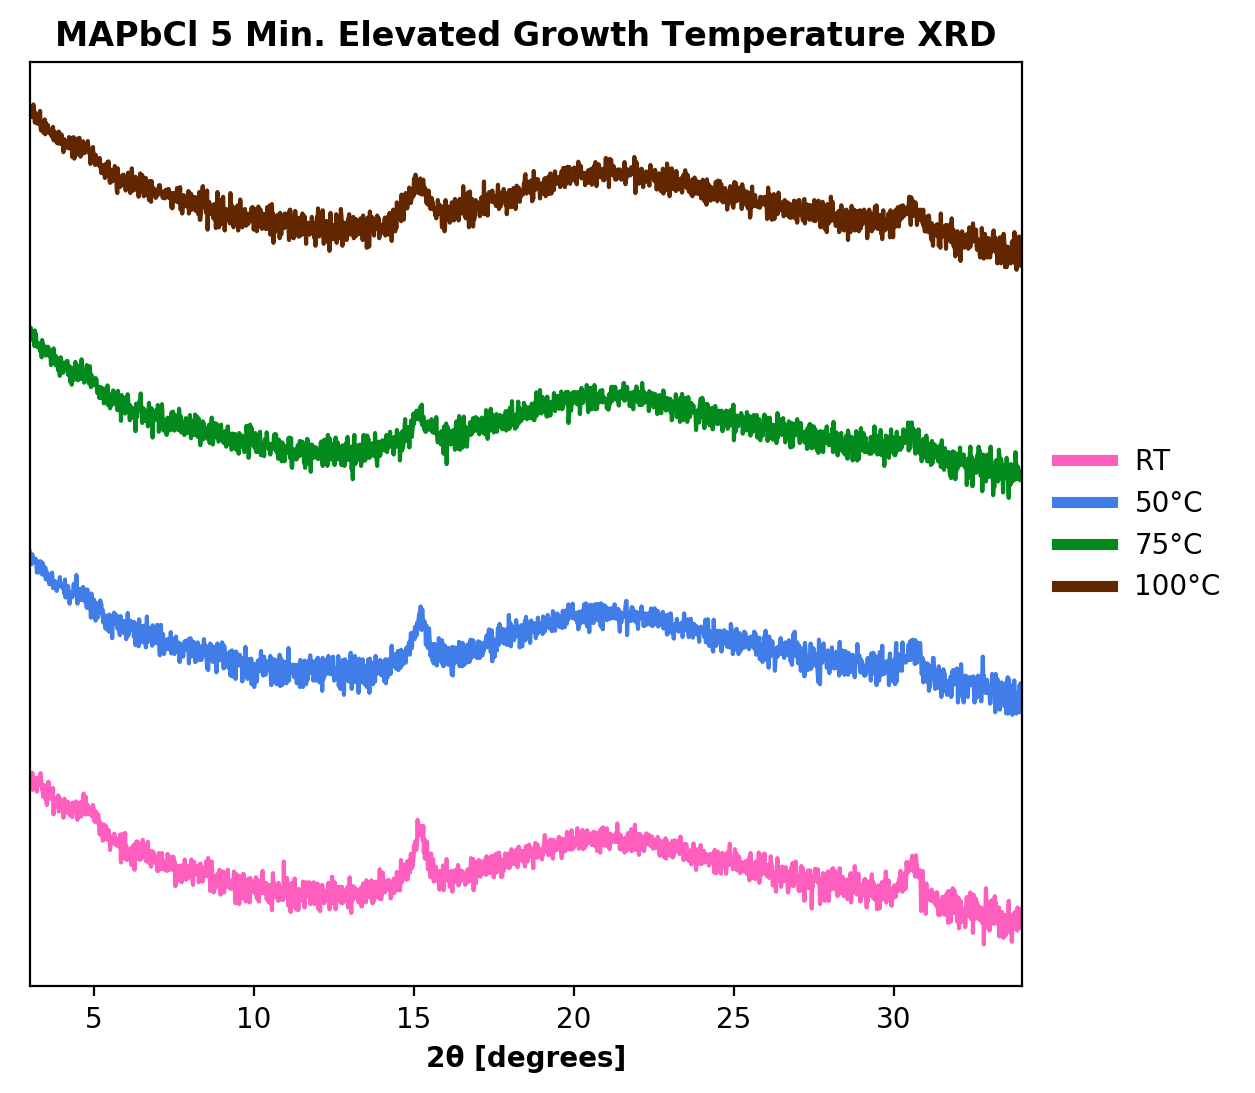 MAPbCl 5 Min. Elevated Growth Temperature XRD
RT
50°C
75°C
100°C
5 10 15 20 25 30
2θ [degrees]